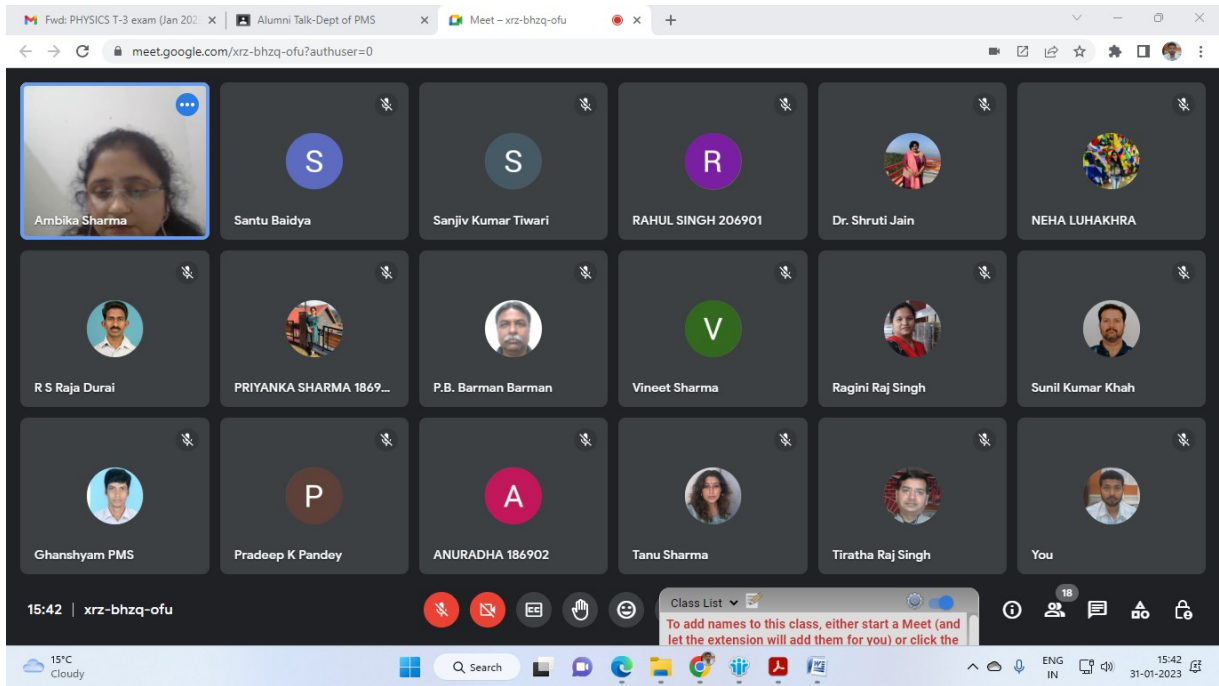 Fwd: PHYSICS T-3 exam (Jan 202
Alumni Talk-Dept of PMS
Meet – xrz-bhzq-ofu
meet.google.com/xrz-bhzq-ofu?authuser=0
Ambika Sharma
S
Santu Baidya
S
Sanjiv Kumar Tiwari
R
RAHUL SINGH 206901
Dr. Shruti Jain
NEHA LUHAKHRA
R S Raja Durai
PRIYANKA SHARMA 1869...
P.B. Barman Barman
V
Vineet Sharma
Ragini Raj Singh
Sunil Kumar Khah
Ghanshyam PMS
P
Pradeep K Pandey
A
ANURADHA 186902
Tanu Sharma
Tiratha Raj Singh
You
15:42 | xrz-bhzq-ofu
CC
Class List
To add names to this class, either start a Meet (and
let the extension will add them for you) or click the
18
15°C
Cloudy
Search
ENG
IN
15:42
31-01-2023